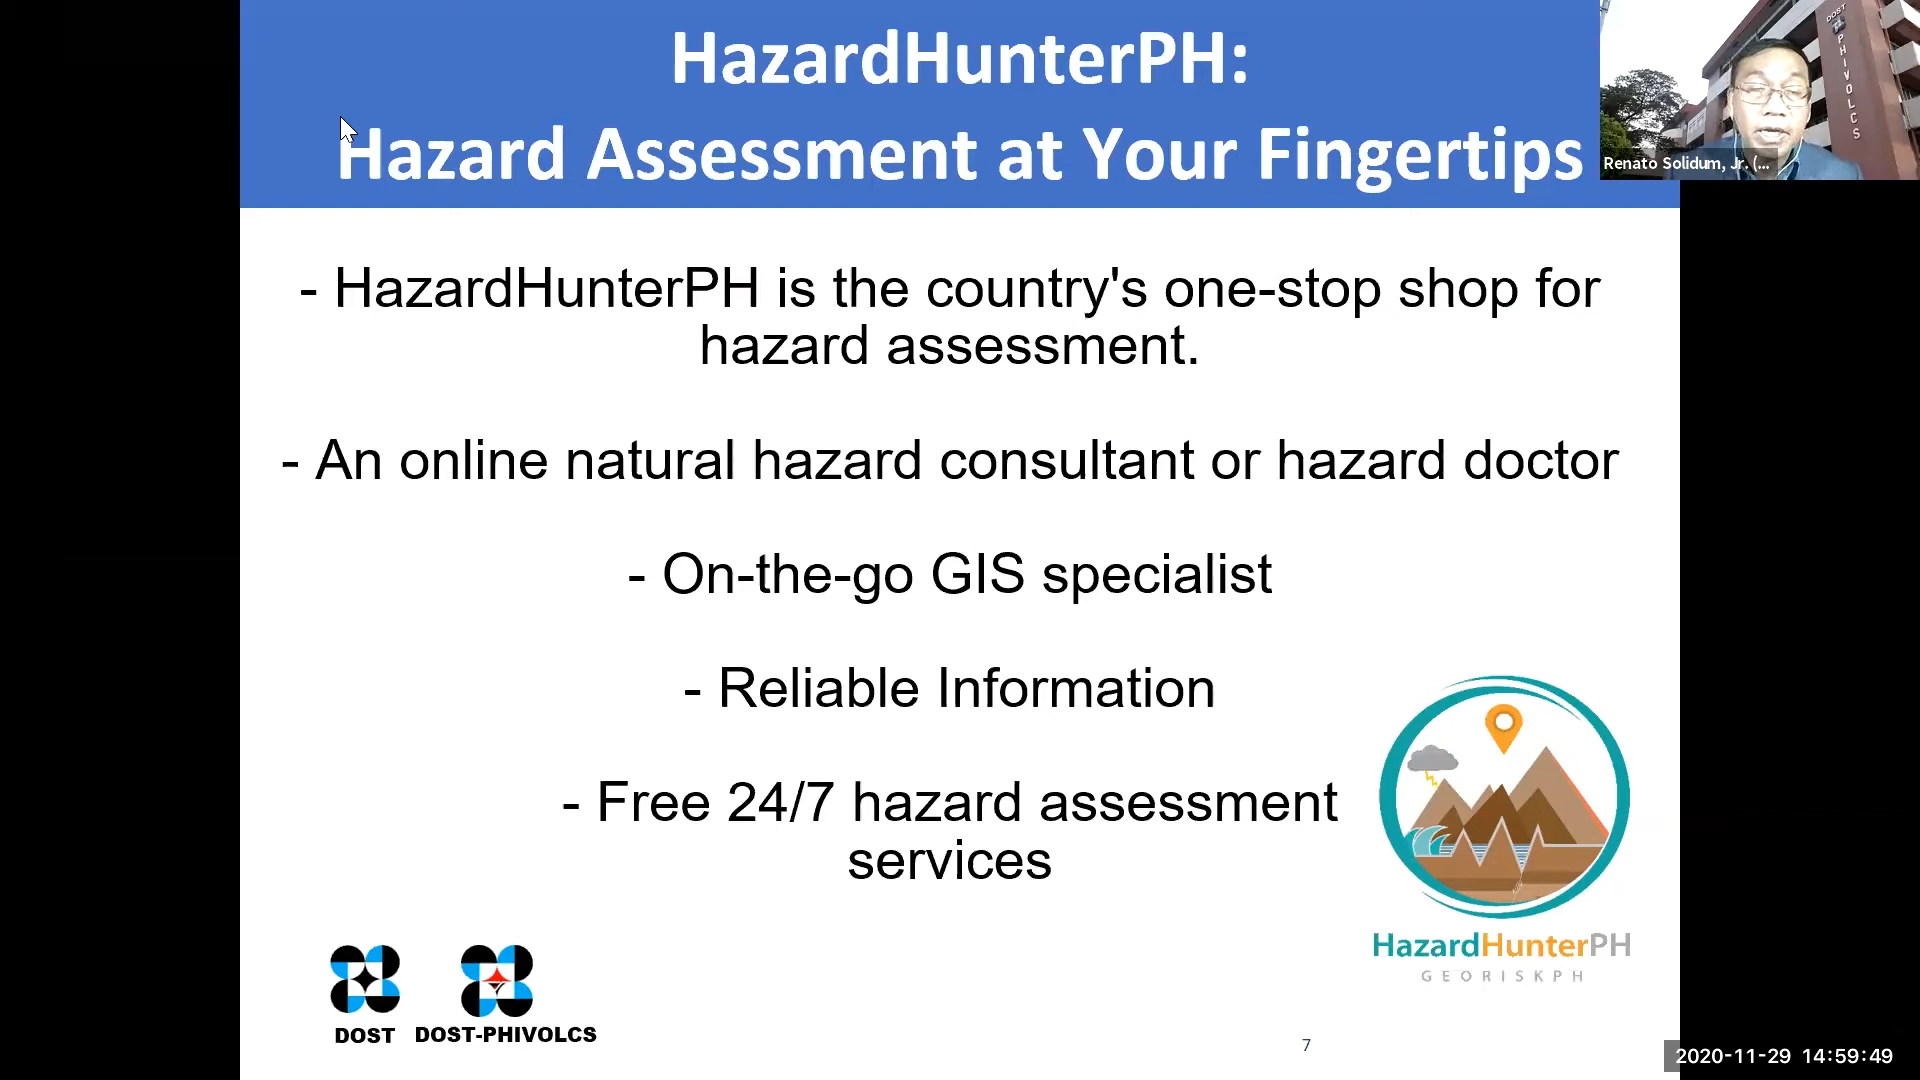 HazardHunterPH:
Hazard Assessment at Your Fingertips
DOST
PHIVOLCS
Renato Solidum, Jr. (...
- HazardHunterPH is the country's one-stop shop for
hazard assessment.
- An online natural hazard consultant or hazard doctor
- On-the-go GIS specialist
- Reliable Information
- Free 24/7 hazard assessment
services
HazardHunterPH
GEORISKPH
DOST
DOST-PHIVOLCS
7
2020-11-29 14:59:49